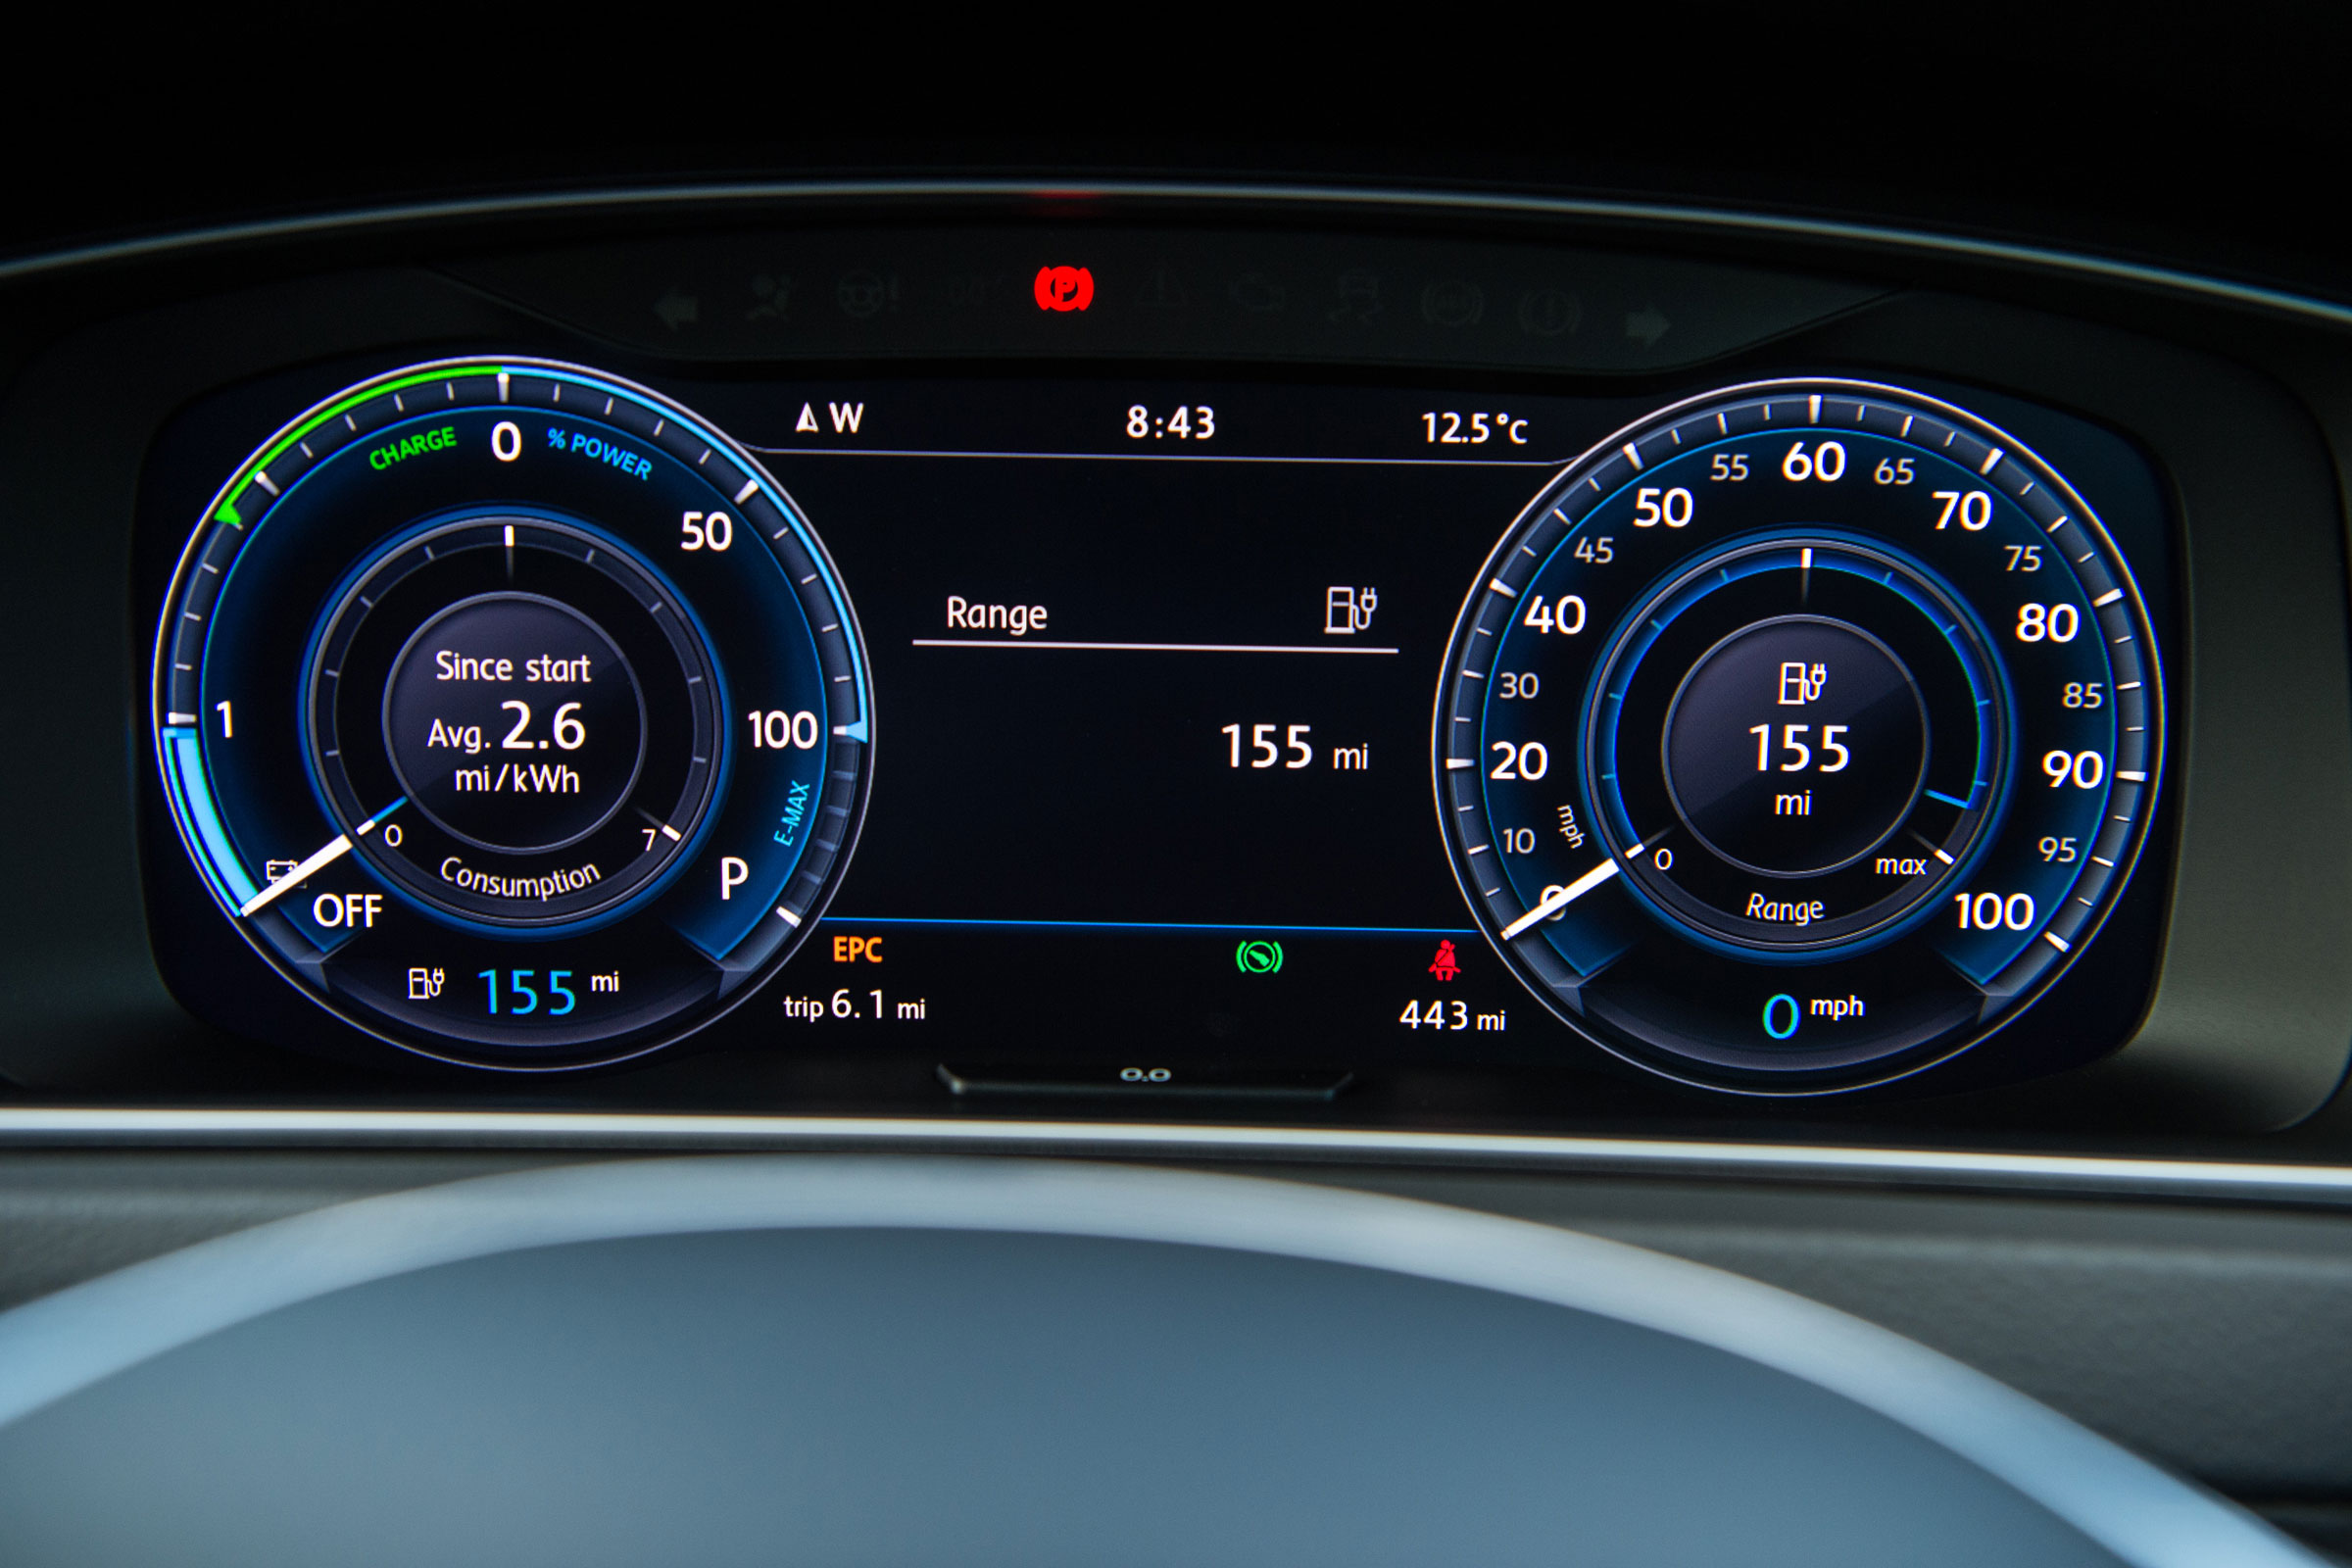 P
W 8:43 12.5°C
CHARGE 0 % POWER
50
100
E-MAX
P
1
OFF
Since start
Avg. 2.6
mi/kWh
0 7
Consumption
155 mi
Range
155 mi
EPC
trip 6.1 mi
443 mi
0.0
0
10
20
30
40
45
50
55
60
65
70
75
80
85
90
95
100
mph
155
mi
0 max
Range
0 mph